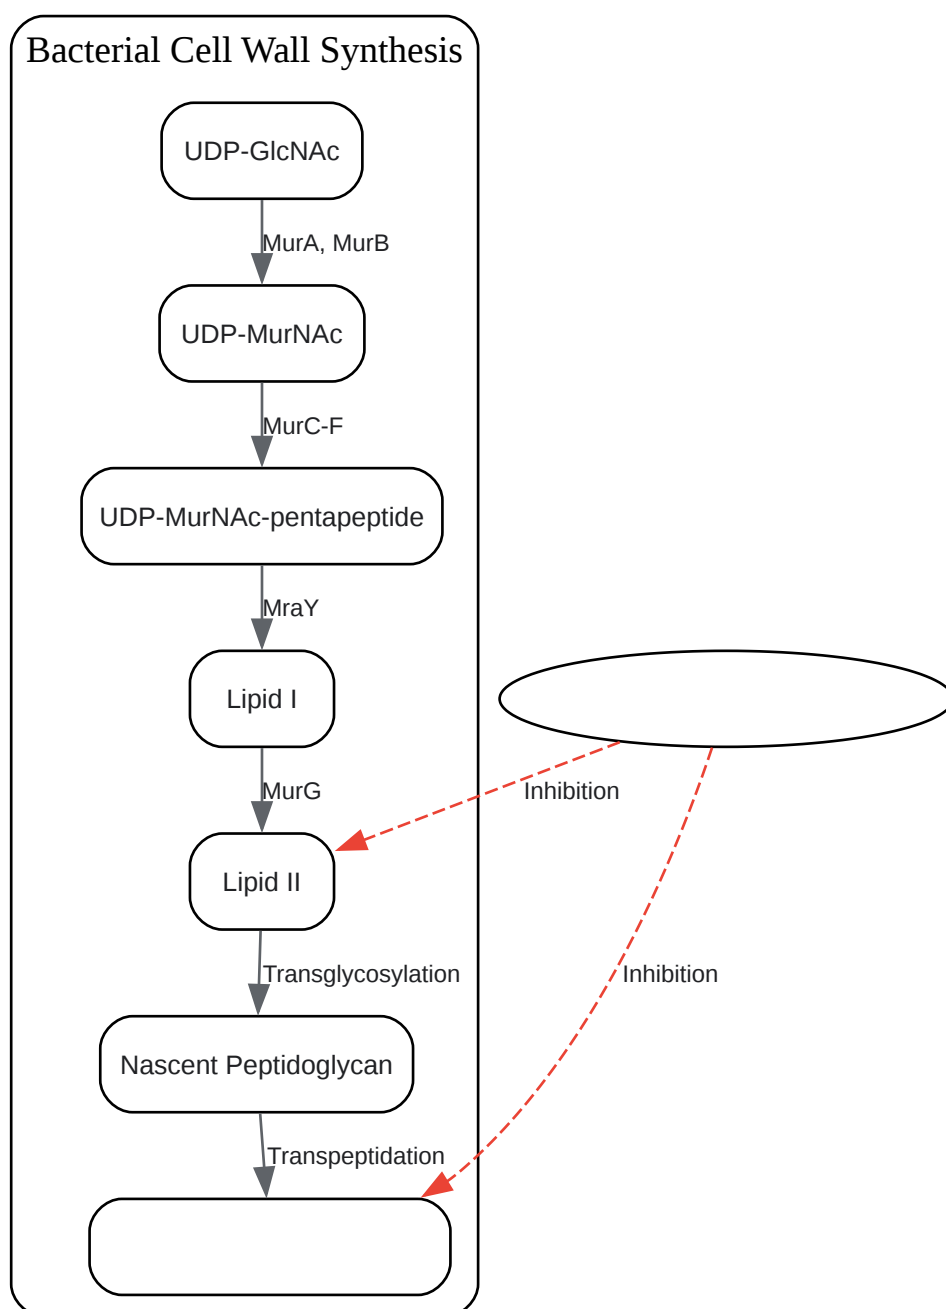 Bacterial Cell Wall Synthesis
UDP-GlcNAc
MurA, MurB
UDP-MurNAc
MurC-F
UDP-MurNAc-pentapeptide
MraY
Lipid I
MurG
Inhibition
Lipid II
Transglycosylation
Inhibition
Nascent Peptidoglycan
Transpeptidation